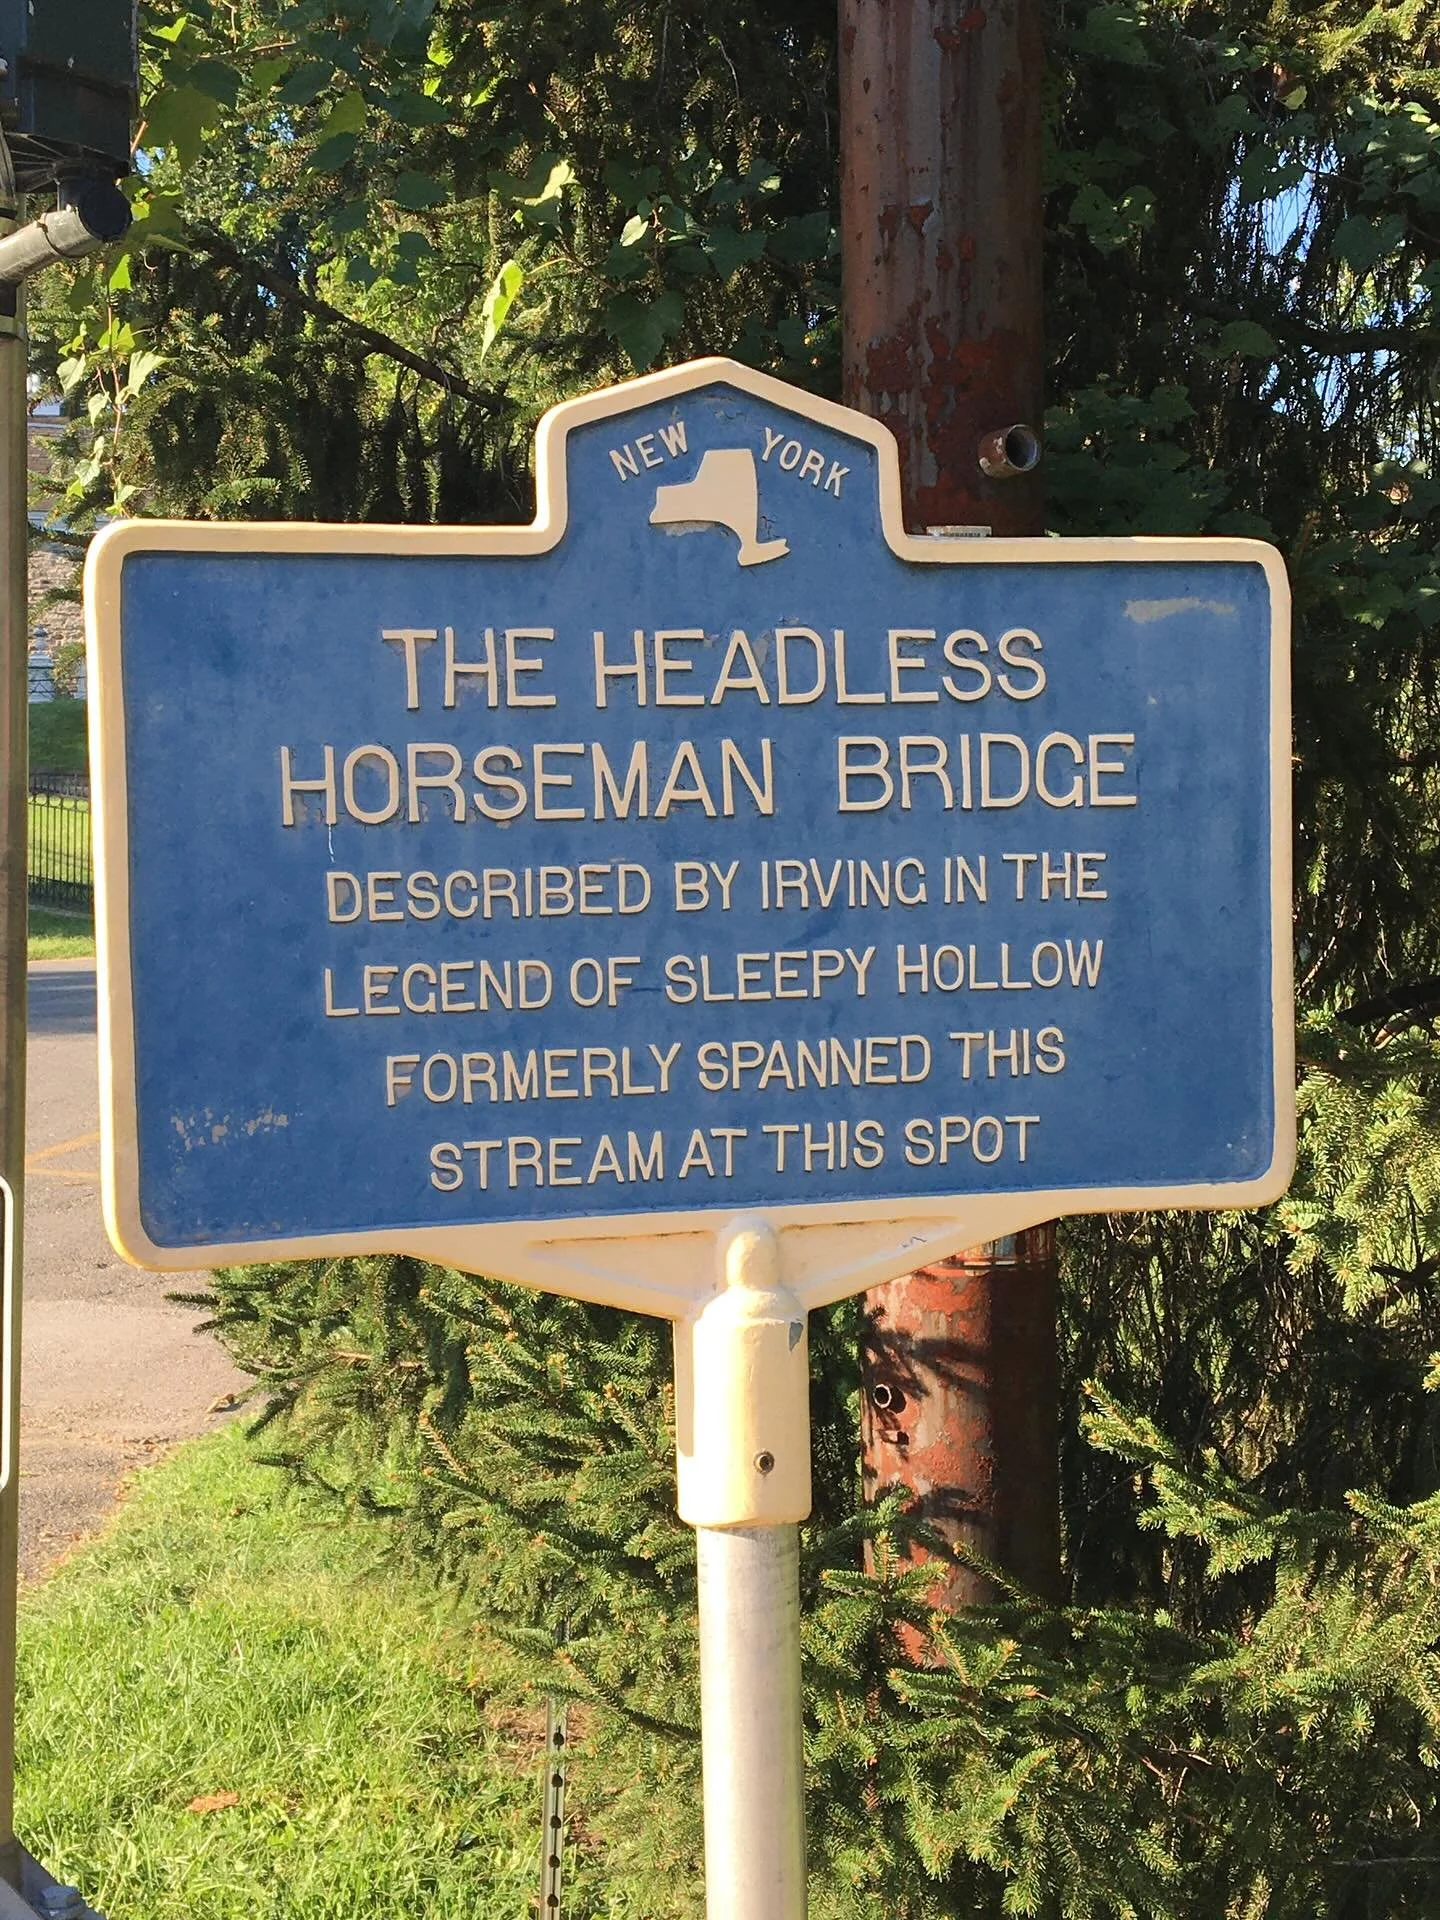 NEW YORK
THE HEADLESS
HORSEMAN BRIDGE
DESCRIBED BY IRVING IN THE
LEGEND OF SLEEPY HOLLOW
FORMERLY SPANNED THIS
STREAM AT THIS SPOT